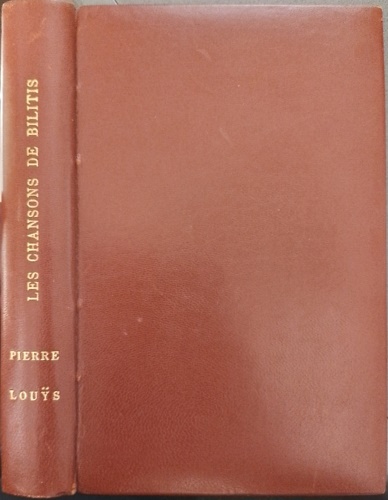 LES CHANSONS DE BILITIS
PIERRE
LOUŸS